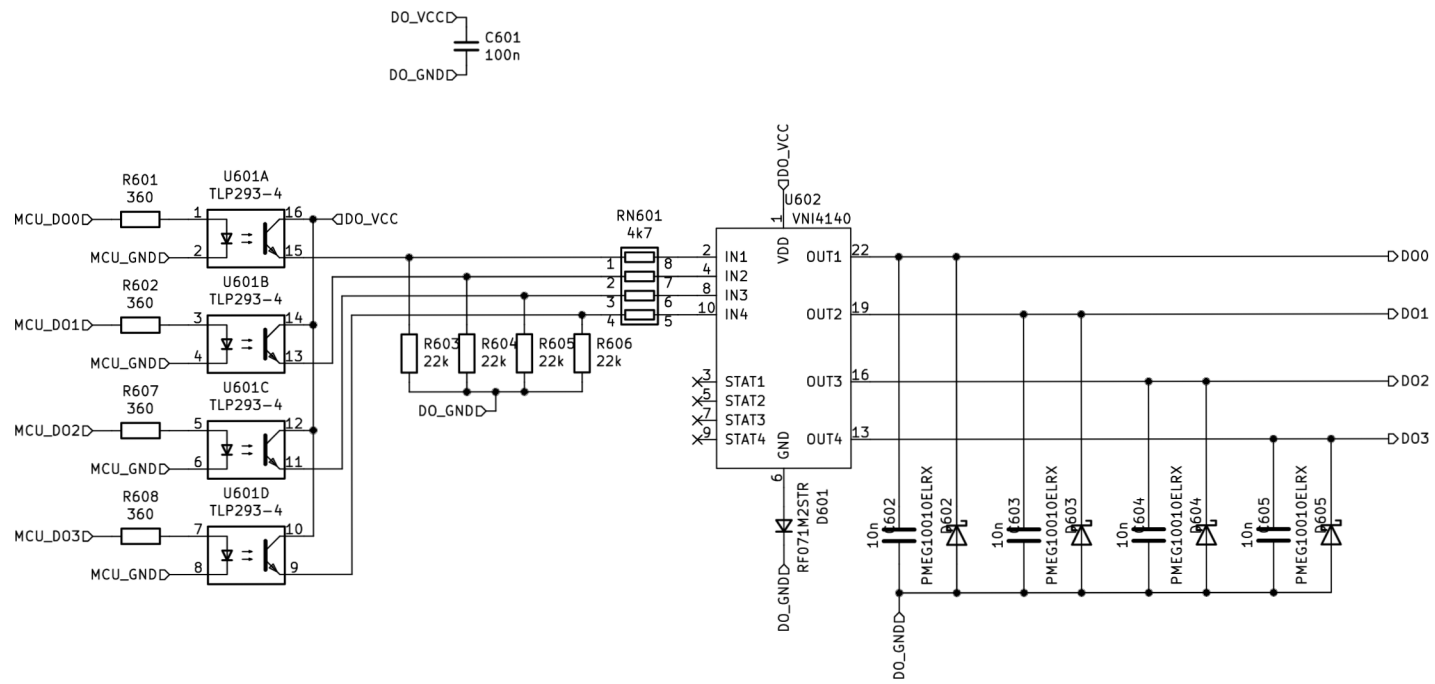 DO_VCC
C601
100n
DO_GND
DO_VCC
U602
VNI4140
R601
360
U601A
TLP293-4
MCU_DO0
1
16
DO_VCC
MCU_GND
2
15
RN601
4k7
1
8
2
7
3
6
4
5
R602
360
U601B
TLP293-4
MCU_DO1
3
14
MCU_GND
4
13
R603
22k
R604
22k
R605
22k
R606
22k
DO_GND
R607
360
U601C
TLP293-4
MCU_DO2
5
12
MCU_GND
6
11
R608
360
U601D
TLP293-4
MCU_DO3
7
10
MCU_GND
8
9
1
VDD
2 IN1
4 IN2
8 IN3
10 IN4
3 STAT1
5 STAT2
7 STAT3
9 STAT4
GND
6
OUT1 22
OUT2 19
OUT3 16
OUT4 13
DO0
DO1
DO2
DO3
RF071M2STR
D601
DO_GND
C602
10n
D602
PMEG10010ELRX
C603
10n
D603
PMEG10010ELRX
C604
10n
D604
PMEG10010ELRX
C605
10n
D605
PMEG10010ELRX
DO_GND